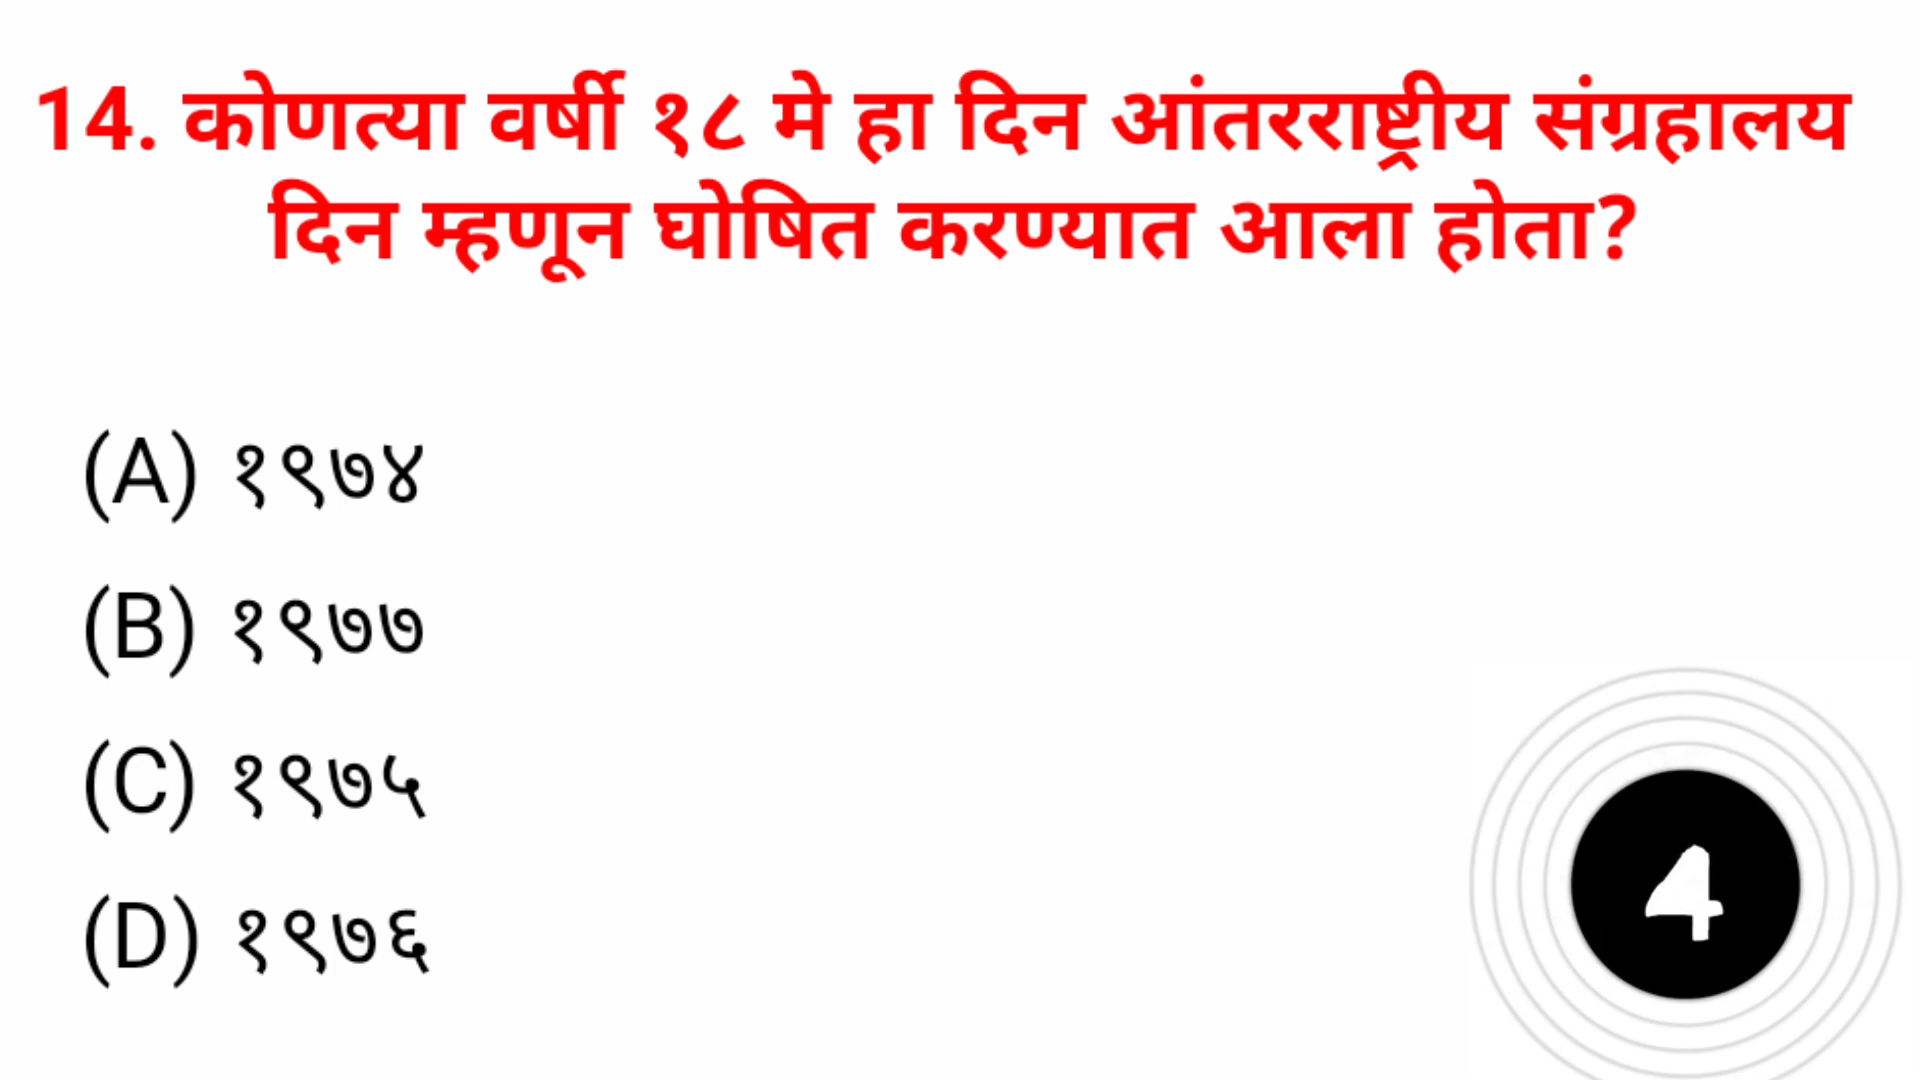 14. कोणत्या वर्षी १८ मे हा दिन आंतरराष्ट्रीय संग्रहालय
दिन म्हणून घोषित करण्यात आला होता?
(A) १९७४
(B) १९७७
(C) १९७५
(D) १९७६
4